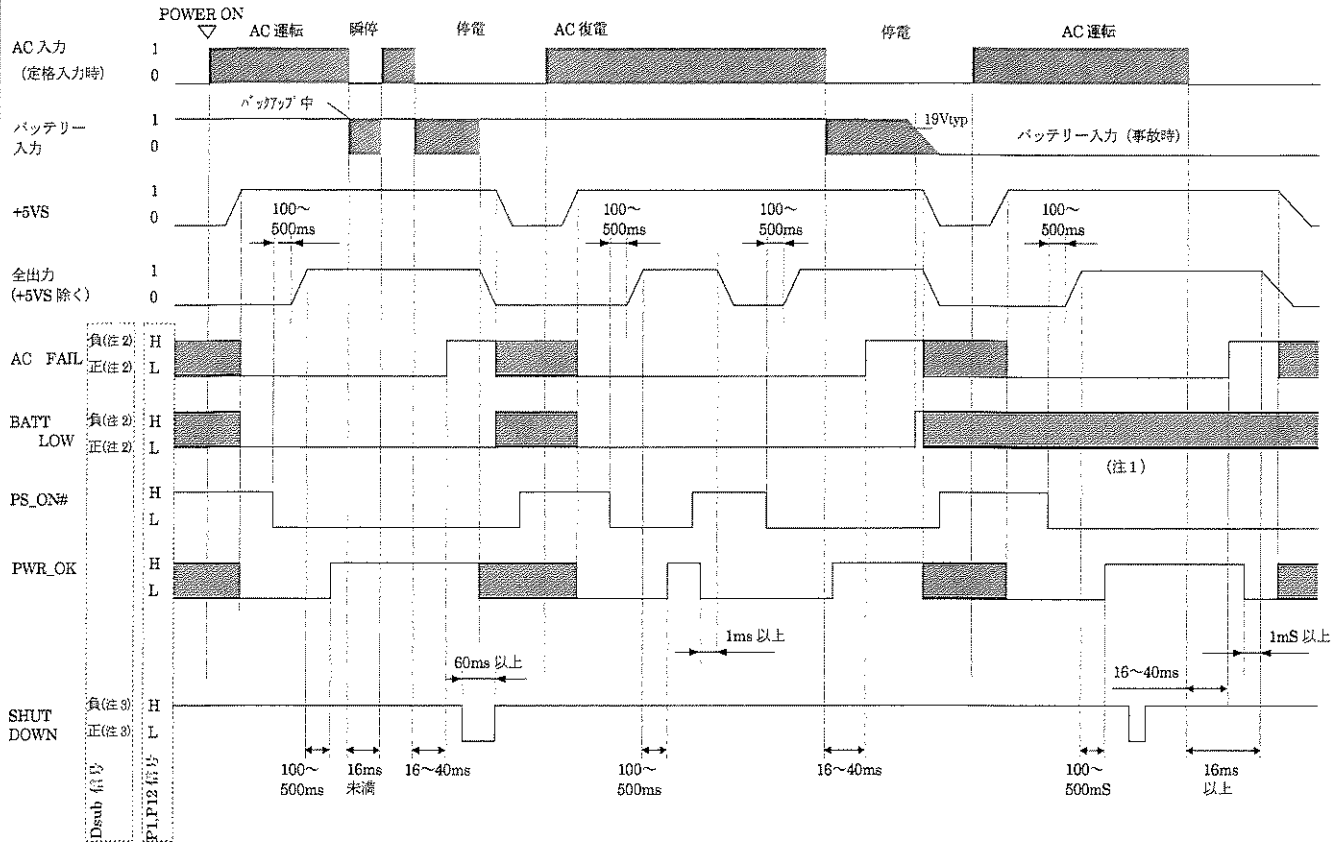 POWER ON
AC 運転 瞬停 停電 AC 復電 停電 AC 運転
AC 入力 1
(定格入力時) 0
バックアップ中
バッテリー 1
入力 0
19Vtyp
バッテリー入力 (事故時)
+5VS 1
0
100~
500ms
100~
500ms
100~
500ms
100~
500ms
全出力 1
(+5VS 除く) 0
AC FAIL 負(注2) H
正(注2) L
BATT 負(注2) H
LOW 正(注2) L
(注1)
PS_ON# H
L
PWR_OK H
L
1ms 以上
1mS 以上
60ms 以上
16~40ms
SHUT 負(注3) H
DOWN 正(注3) L
100~
500ms
16ms
未満
16~40ms
100~
500ms
16~40ms
100~
500mS
16ms
以上
Dsub 信号
P1,P12 信号